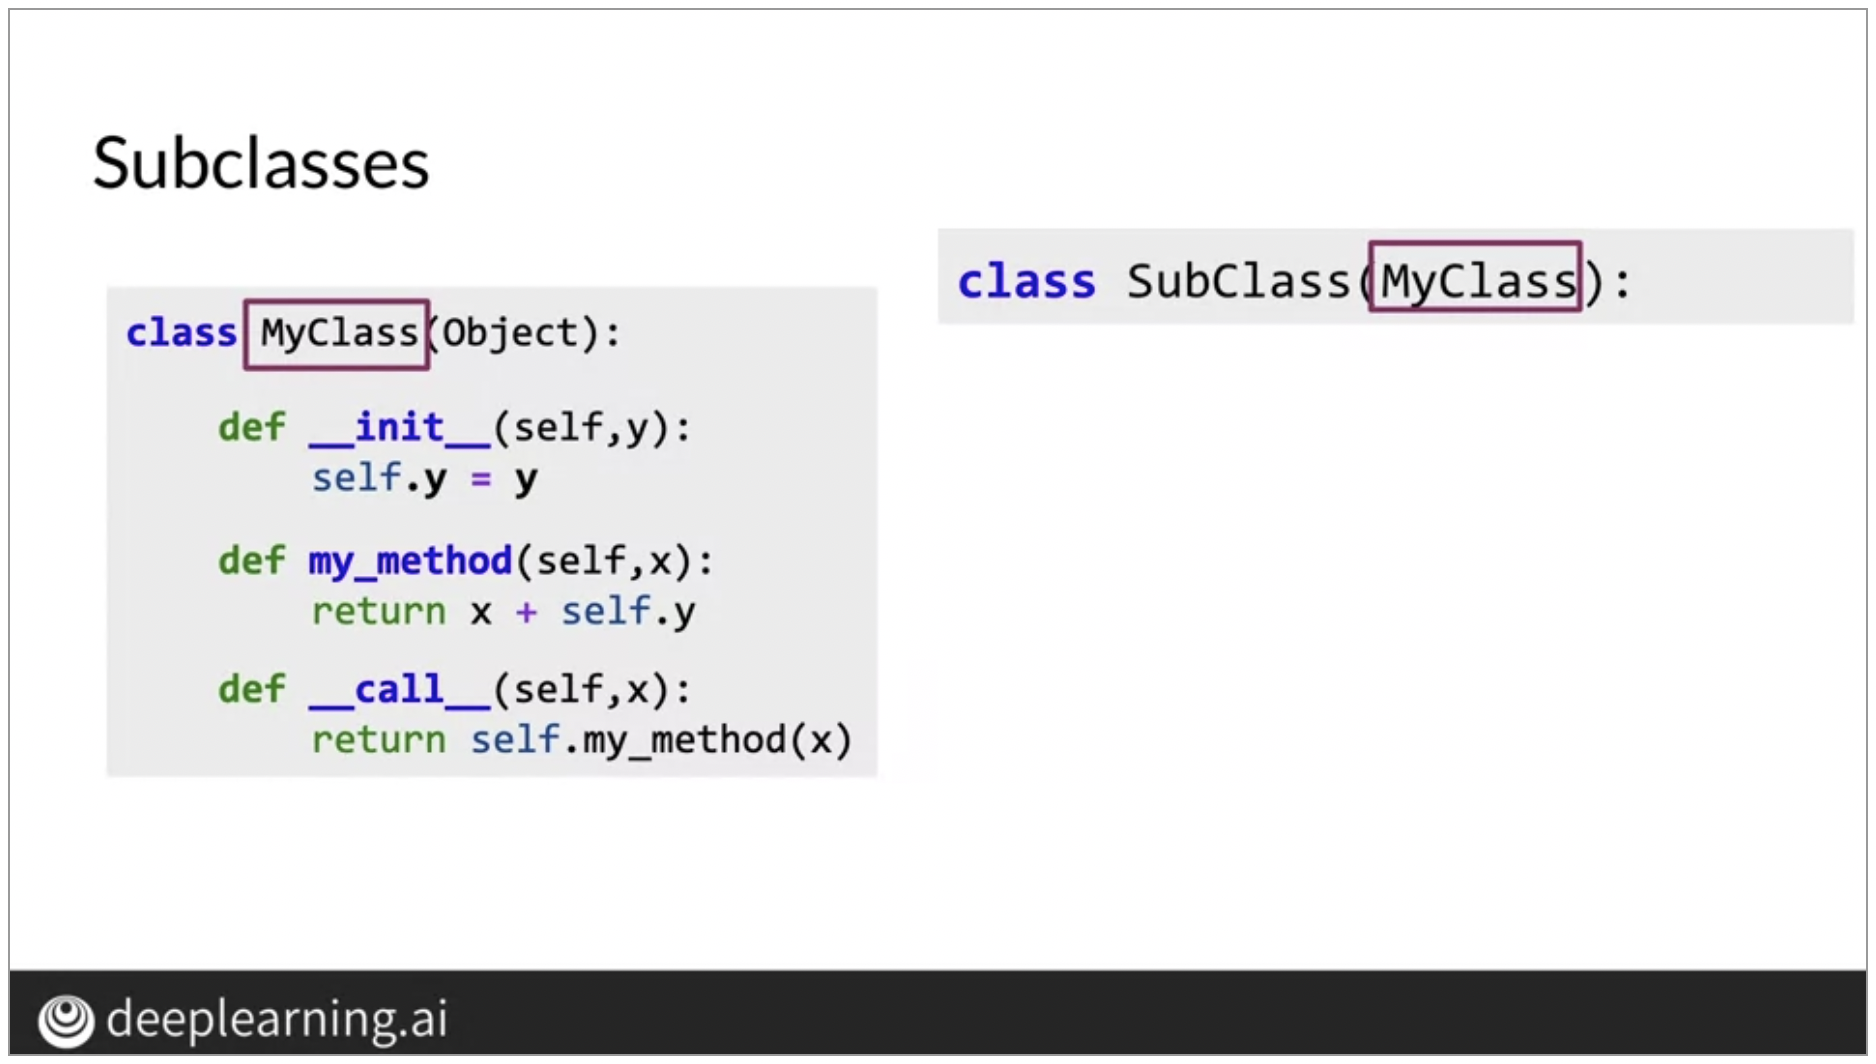 Subclasses
class MyClass(Object):
def __init__(self,y):
self.y = y
def my_method(self,x):
return x + self.y
def __call__(self,x):
return self.my_method(x)
class SubClass(MyClass):
deeplearning.ai